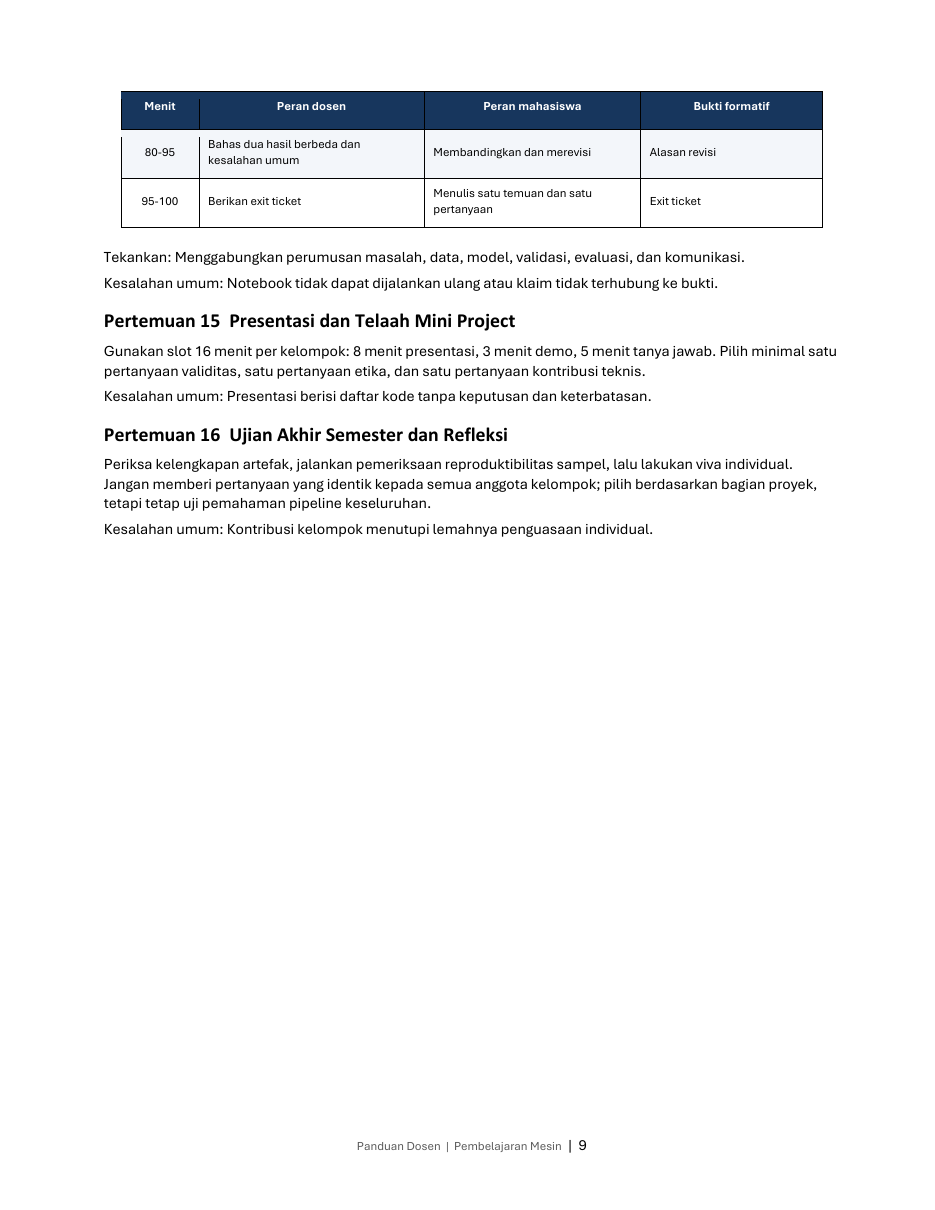 Menit Peran dosen Peran mahasiswa Bukti formatif
80-95 Bahas dua hasil berbeda dan kesalahan umum Membandingkan dan merevisi Alasan revisi
95-100 Berikan exit ticket Menulis satu temuan dan satu pertanyaan Exit ticket
Tekankan: Menggabungkan perumusan masalah, data, model, validasi, evaluasi, dan komunikasi.
Kesalahan umum: Notebook tidak dapat dijalankan ulang atau klaim tidak terhubung ke bukti.
Pertemuan 15  Presentasi dan Telaah Mini Project
Gunakan slot 16 menit per kelompok: 8 menit presentasi, 3 menit demo, 5 menit tanya jawab. Pilih minimal satu
pertanyaan validitas, satu pertanyaan etika, dan satu pertanyaan kontribusi teknis.
Kesalahan umum: Presentasi berisi daftar kode tanpa keputusan dan keterbatasan.
Pertemuan 16  Ujian Akhir Semester dan Refleksi
Periksa kelengkapan artefak, jalankan pemeriksaan reproduktibilitas sampel, lalu lakukan viva individual.
Jangan memberi pertanyaan yang identik kepada semua anggota kelompok; pilih berdasarkan bagian proyek,
tetapi tetap uji pemahaman pipeline keseluruhan.
Kesalahan umum: Kontribusi kelompok menutupi lemahnya penguasaan individual.
Panduan Dosen | Pembelajaran Mesin | 9